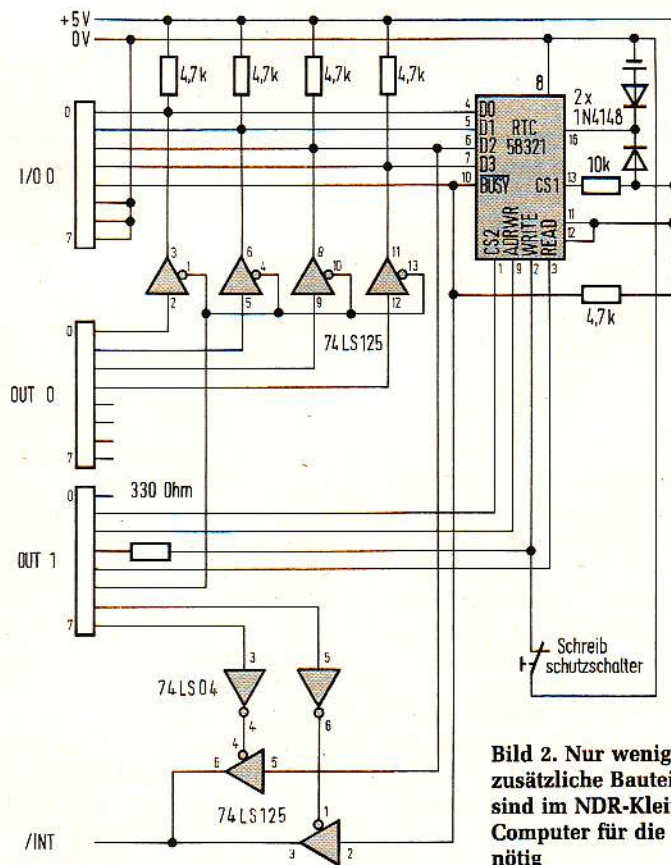 +5V
0V
4,7k
4,7k
4,7k
4,7k
8
2x
1N4148
0
I/O 0
7
4
5
6
7
10
D0
D1
D2
D3
BUSY
RTC
58321
CS1
16
13
11
12
10k
CS2
ADRWR
WRITE
READ
1
9
2
3
4,7k
3
1
2
6
4
5
8
10
9
11
13
12
74LS125
0
OUT 0
7
0
330 Ohm
OUT 1
7
Schreib
schutzschalter
3
74LS04
4
5
6
4
6
5
74LS125
1
/INT
3
2
Bild 2. Nur wenig
zusätzliche Bautei
sind im NDR-Klei
Computer für die
nötig